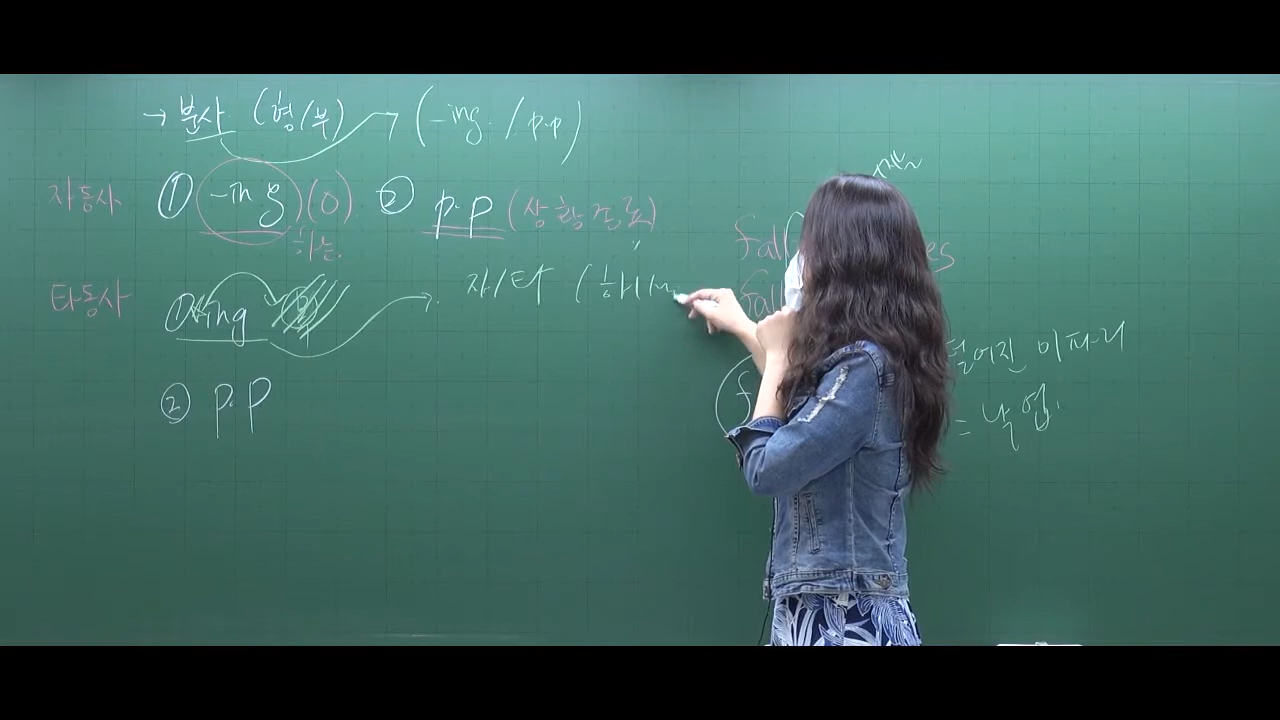 → 분사 (형/부) → (-ing. / p.p)
자동사 ① -ing (O) ② p.p (상황종료)
하는.
fall es
fall
타동사 ① ing → 자/타 (하
떨어진 이파리
② p.p
= 낙엽.